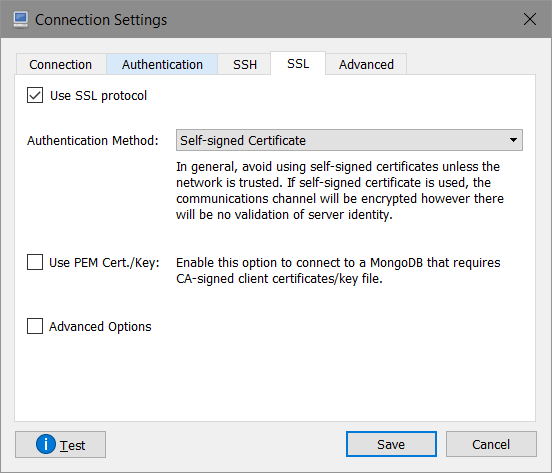 Connection Settings
Connection Authentication SSH SSL Advanced
Use SSL protocol
Authentication Method: Self-signed Certificate
In general, avoid using self-signed certificates unless the
network is trusted. If self-signed certificate is used, the
communications channel will be encrypted however there
will be no validation of server identity.
Use PEM Cert./Key: Enable this option to connect to a MongoDB that requires
CA-signed client certificates/key file.
Advanced Options
Test Save Cancel